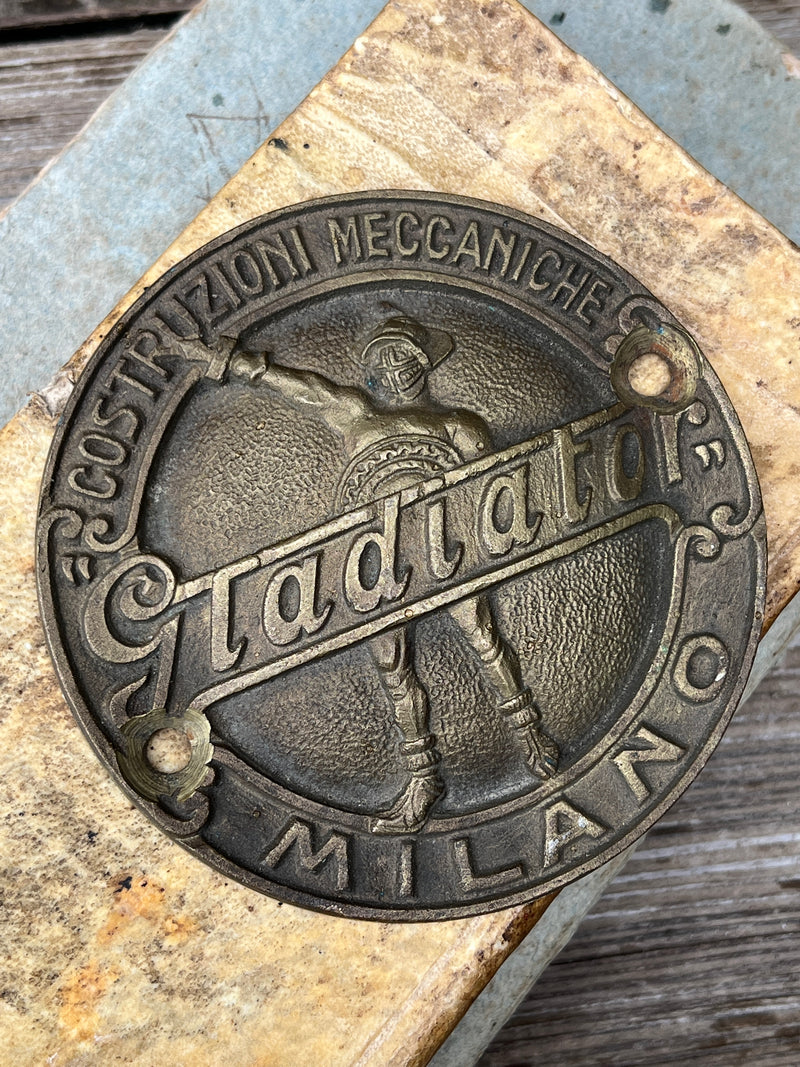 COSTRUZIONI MECCANICHE
"Gladiator"
MILANO